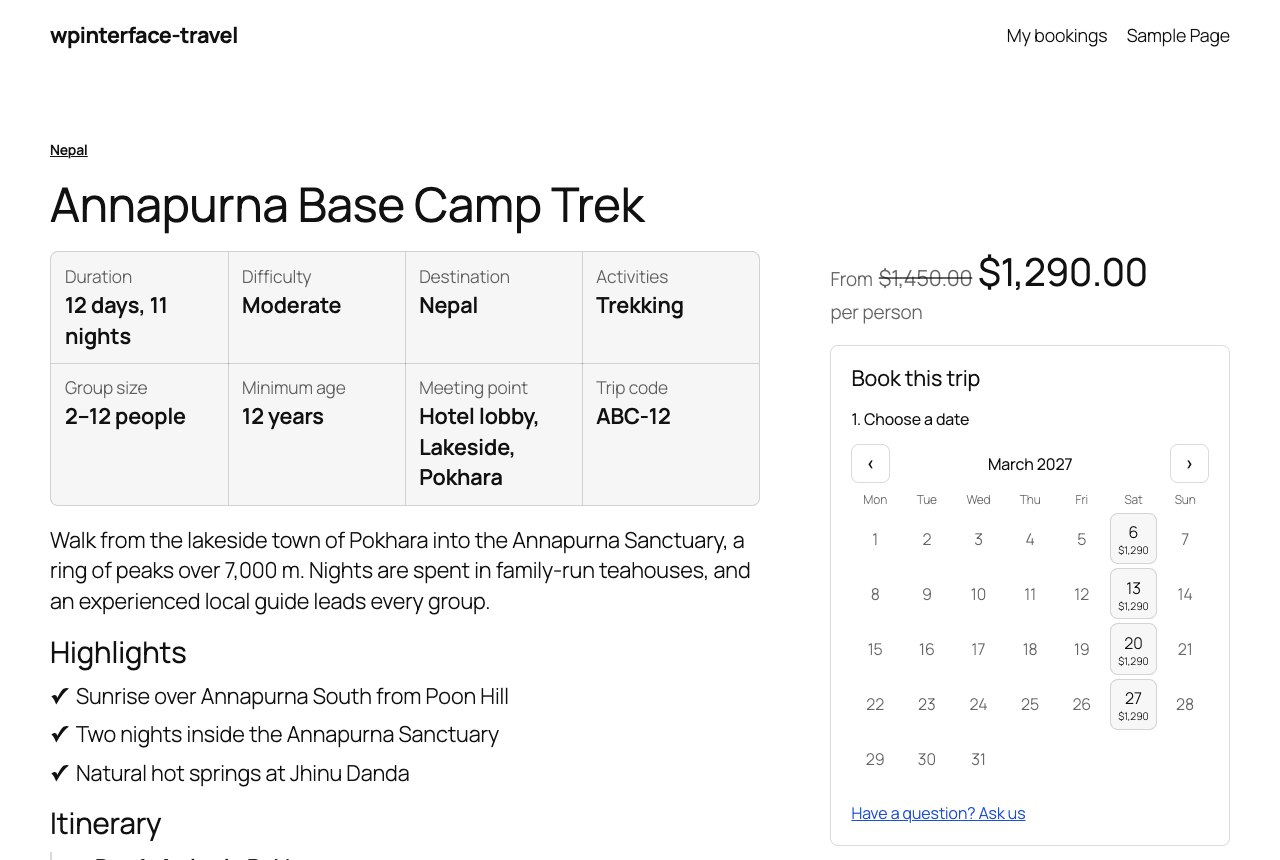 wpinterface-travel
My bookings Sample Page
Nepal
Annapurna Base Camp Trek
Duration
12 days, 11
nights
Difficulty
Moderate
Destination
Nepal
Activities
Trekking
Group size
2–12 people
Minimum age
12 years
Meeting point
Hotel lobby,
Lakeside,
Pokhara
Trip code
ABC-12
Walk from the lakeside town of Pokhara into the Annapurna Sanctuary, a
ring of peaks over 7,000 m. Nights are spent in family-run teahouses, and
an experienced local guide leads every group.
Highlights
✔ Sunrise over Annapurna South from Poon Hill
✔ Two nights inside the Annapurna Sanctuary
✔ Natural hot springs at Jhinu Danda
Itinerary
From $1,450.00 $1,290.00
per person
Book this trip
1. Choose a date
‹ March 2027 ›
Mon Tue Wed Thu Fri Sat Sun
1 2 3 4 5 6 7
$1,290
8 9 10 11 12 13 14
$1,290
15 16 17 18 19 20 21
$1,290
22 23 24 25 26 27 28
$1,290
29 30 31
Have a question? Ask us